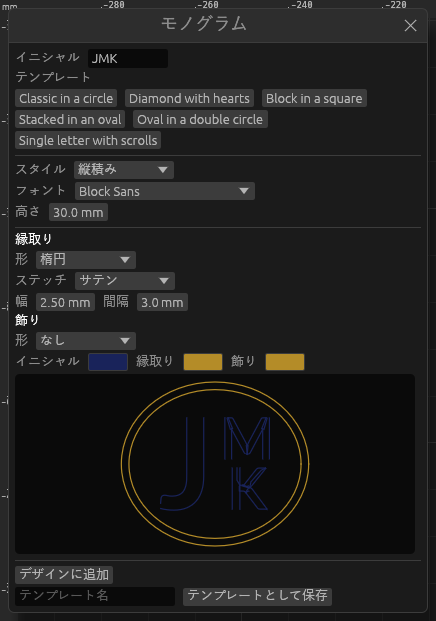 mm -280 -260 -240 -220
モノグラム
イニシャル JMK
テンプレート
Classic in a circle Diamond with hearts Block in a square
Stacked in an oval Oval in a double circle
Single letter with scrolls
スタイル 縦積み
フォント Block Sans
高さ 30.0 mm
縁取り
形 楕円
ステッチ サテン
幅 2.50 mm 間隔 3.0 mm
飾り
形 なし
イニシャル 縁取り 飾り
J M
K
デザインに追加
テンプレート名 テンプレートとして保存